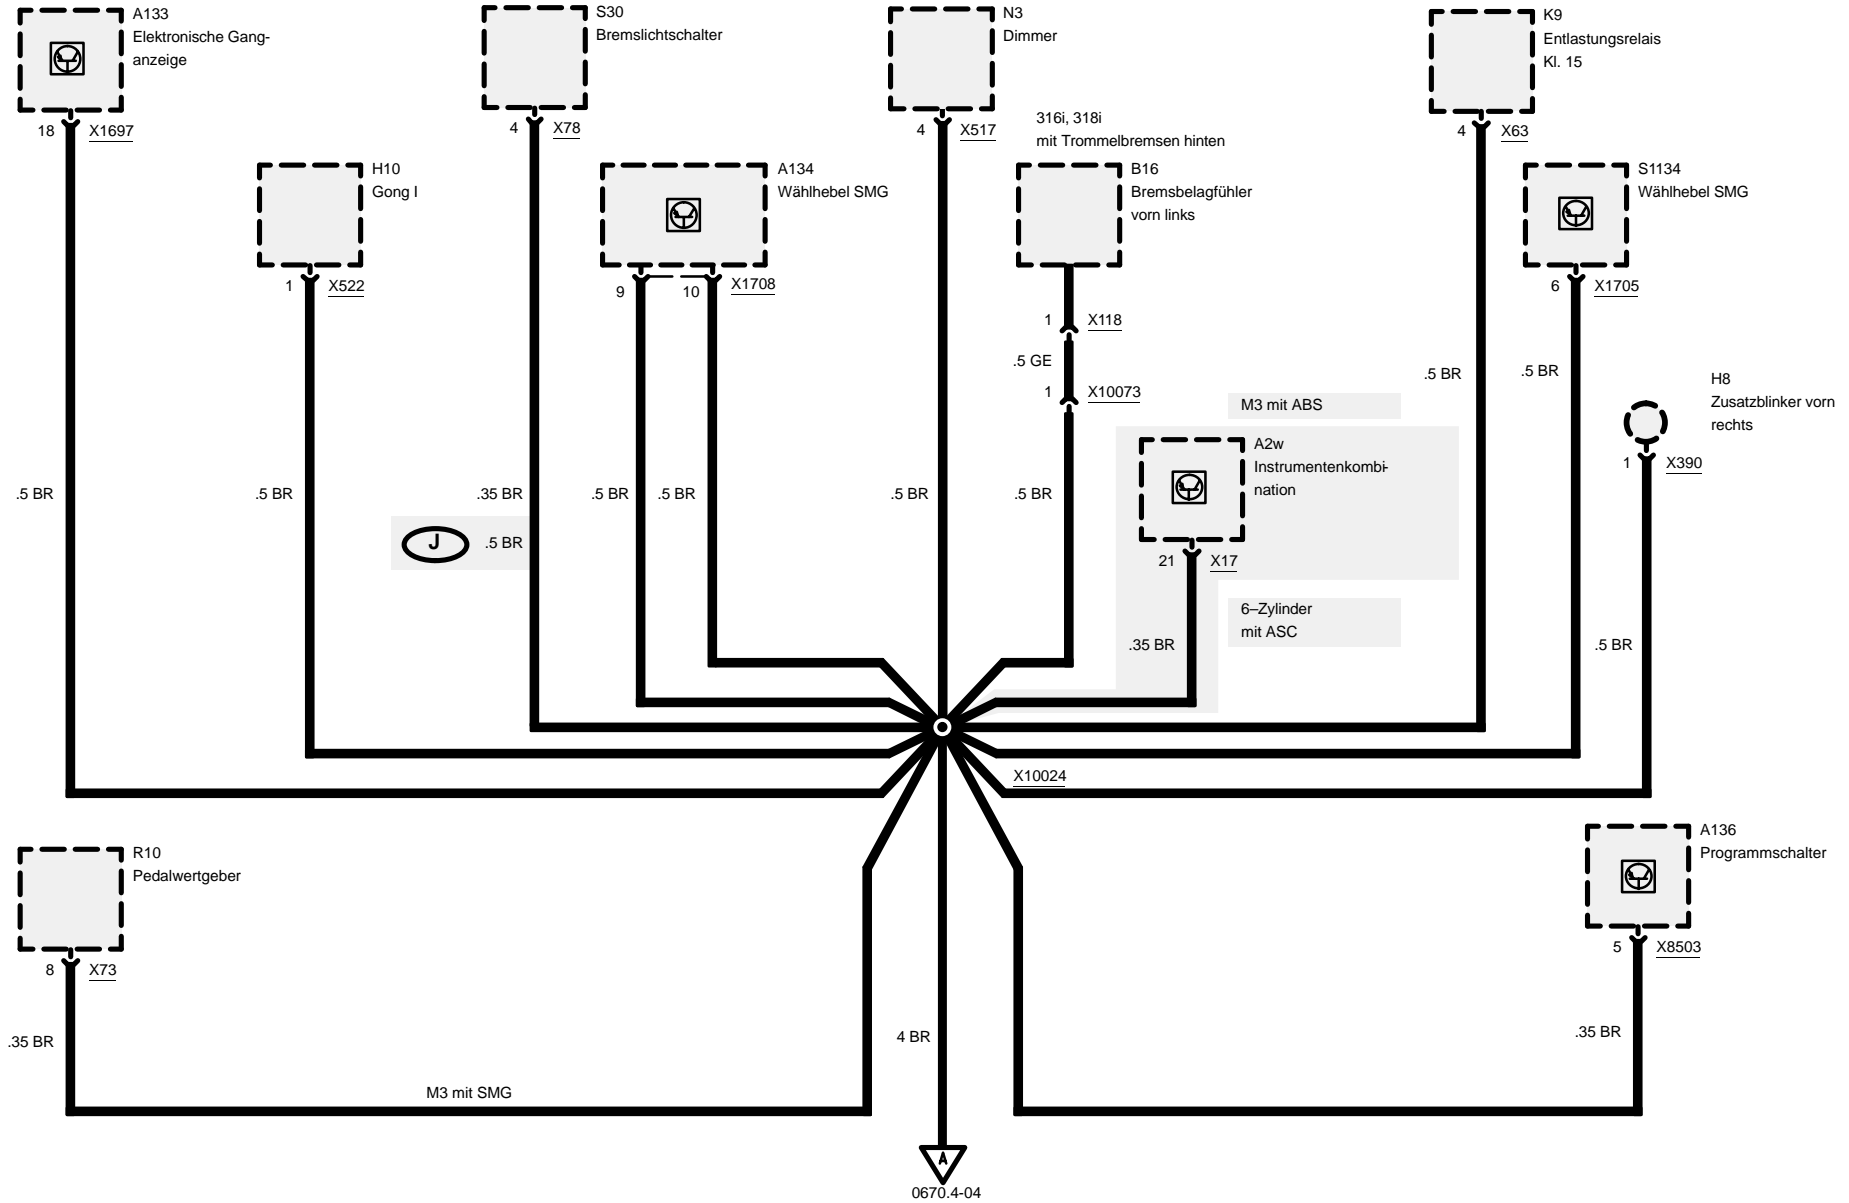 A133
Elektronische Gang-
anzeige
18 X1697
S30
Bremslichtschalter
4 X78
N3
Dimmer
4 X517
K9
Entlastungsrelais
Kl. 15
4 X63
H10
Gong I
1 X522
A134
Wählhebel SMG
9 10 X1708
316i, 318i
mit Trommelbremsen hinten
B16
Bremsbelagfühler
vorn links
1 X118
.5 GE
1 X10073
S1134
Wählhebel SMG
6 X1705
.5 BR
.5 BR
H8
Zusatzblinker vorn
rechts
1 X390
M3 mit ABS
A2w
Instrumentenkombi-
nation
21 X17
.5 BR
.5 BR
.35 BR
.5 BR
.5 BR
.5 BR
.5 BR
J .5 BR
6–Zylinder
mit ASC
.35 BR
.5 BR
X10024
R10
Pedalwertgeber
8 X73
.35 BR
A136
Programmschalter
5 X8503
.35 BR
4 BR
M3 mit SMG
A
0670.4-04